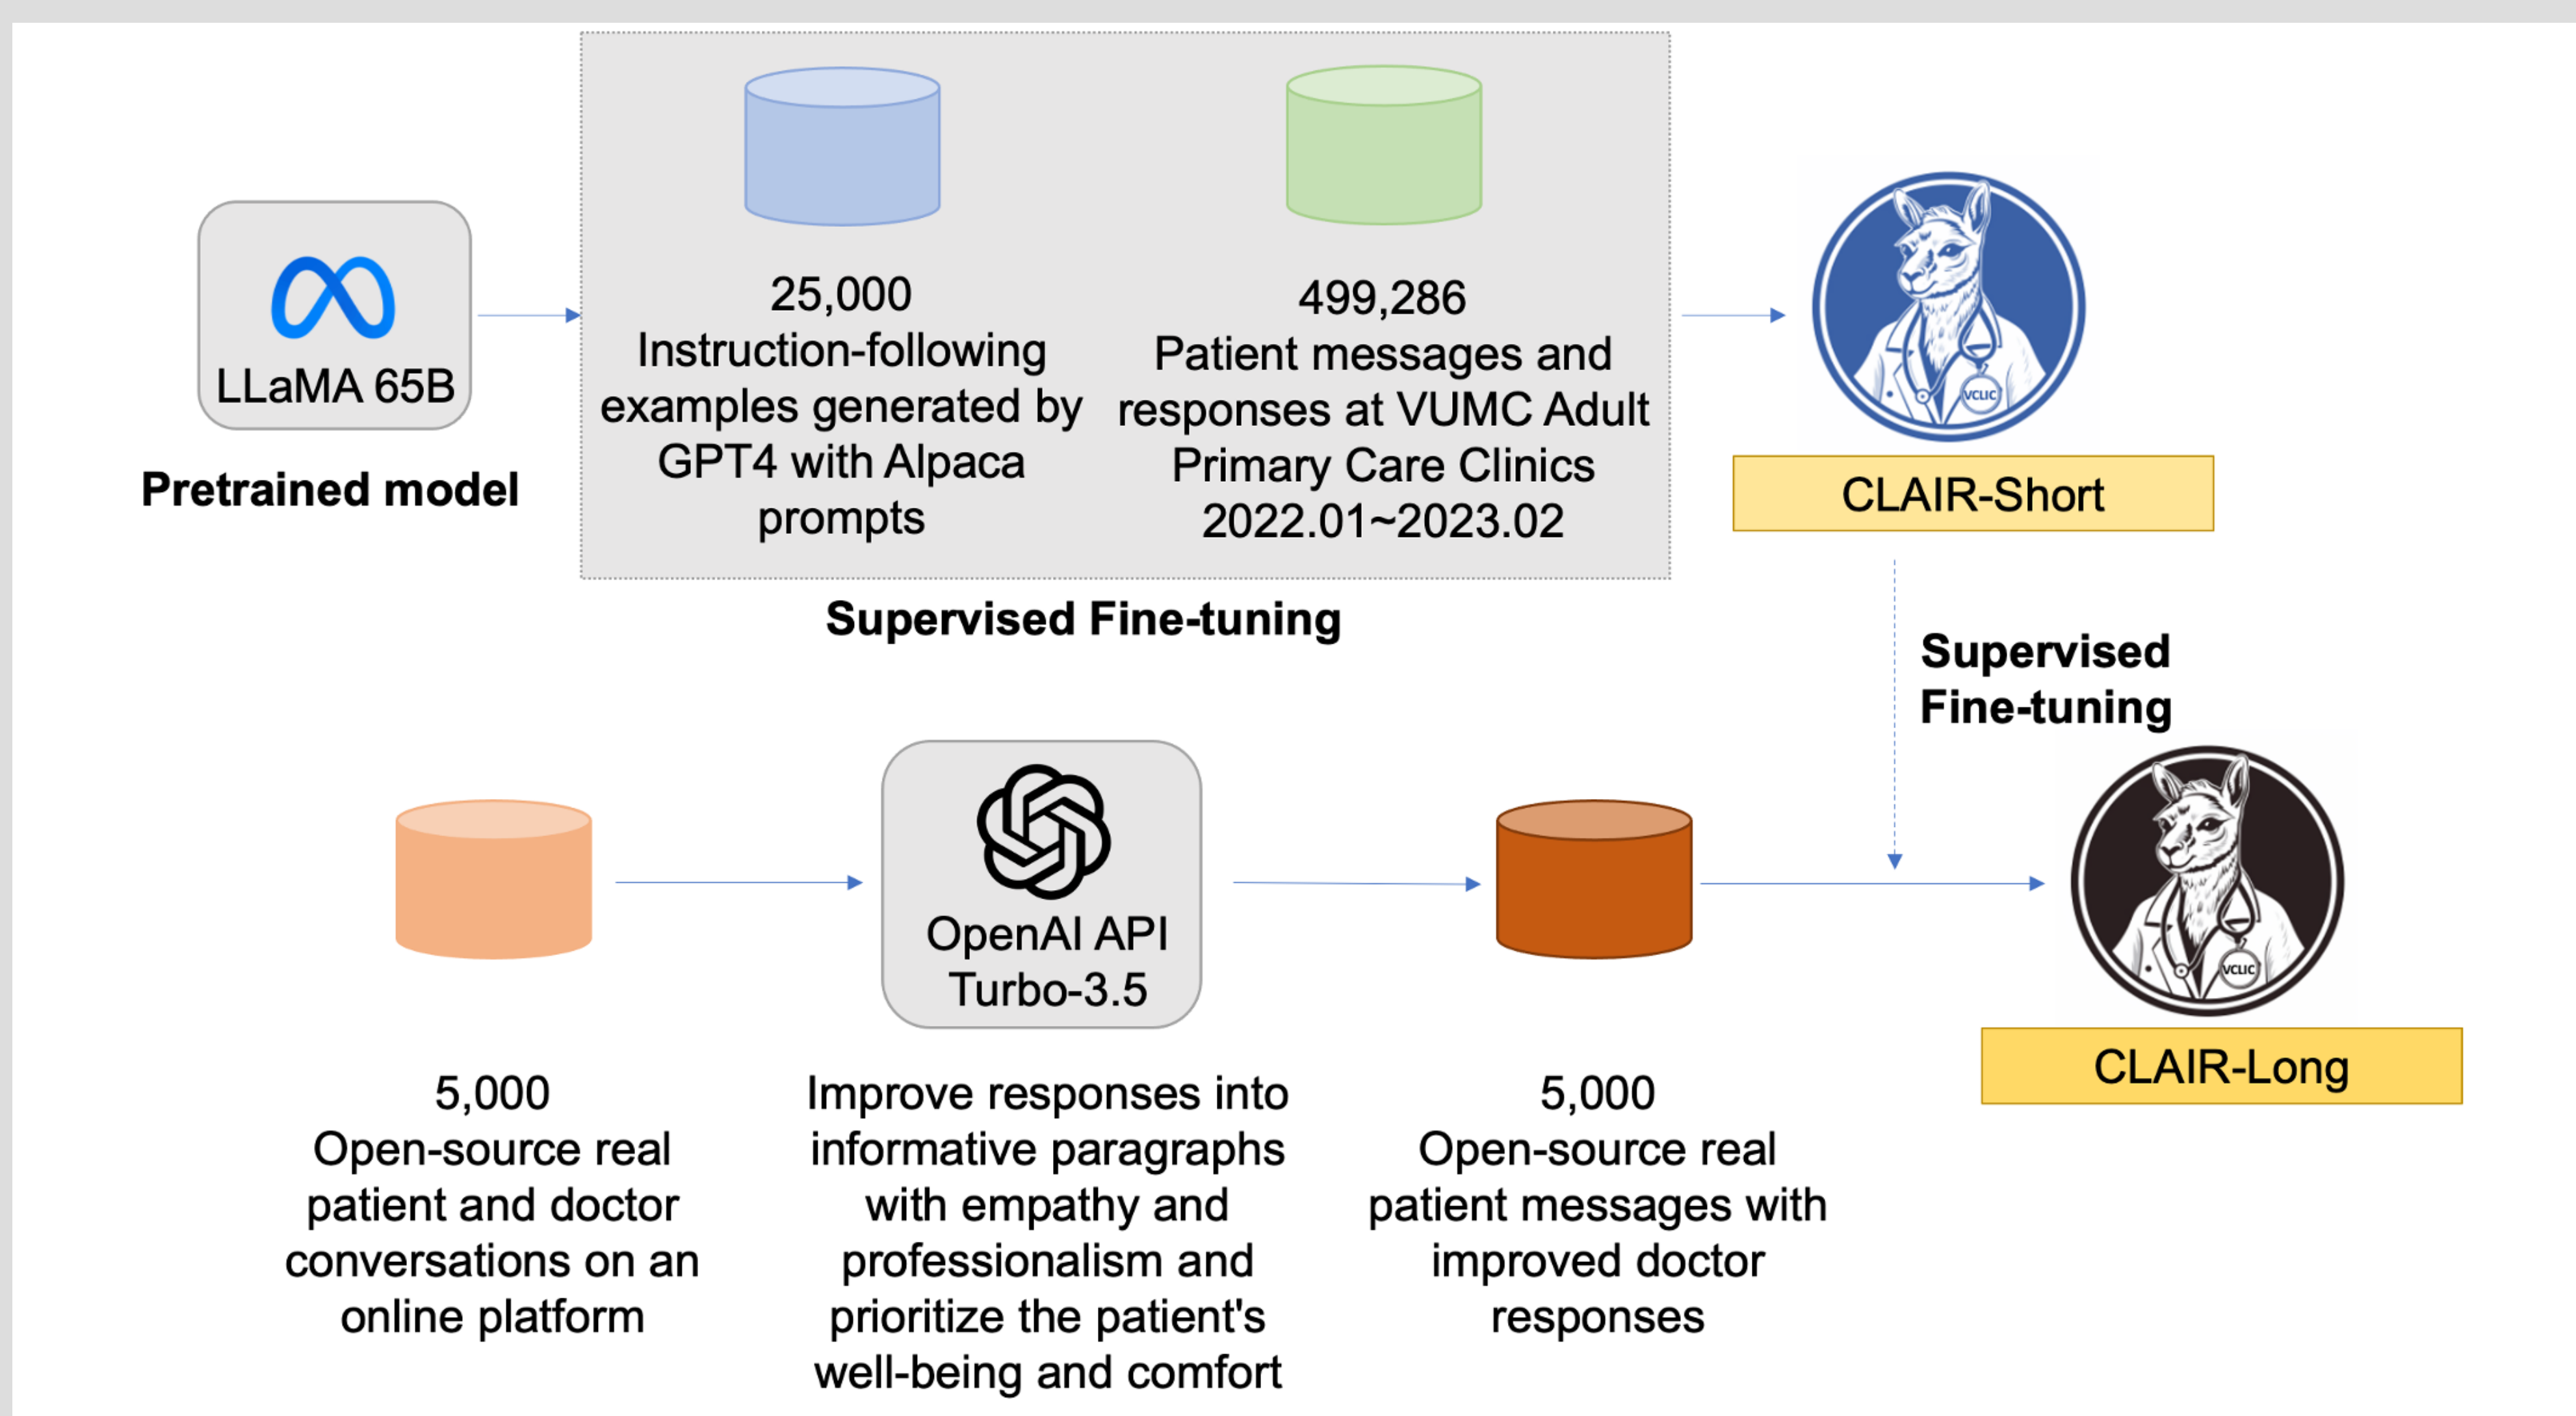 LLaMA 65B
Pretrained model
25,000
Instruction-following
examples generated by
GPT4 with Alpaca
prompts
499,286
Patient messages and
responses at VUMC Adult
Primary Care Clinics
2022.01~2023.02
Supervised Fine-tuning
VCLIC
CLAIR-Short
Supervised
Fine-tuning
5,000
Open-source real
patient and doctor
conversations on an
online platform
OpenAI API
Turbo-3.5
Improve responses into
informative paragraphs
with empathy and
professionalism and
prioritize the patient's
well-being and comfort
5,000
Open-source real
patient messages with
improved doctor
responses
VCLIC
CLAIR-Long